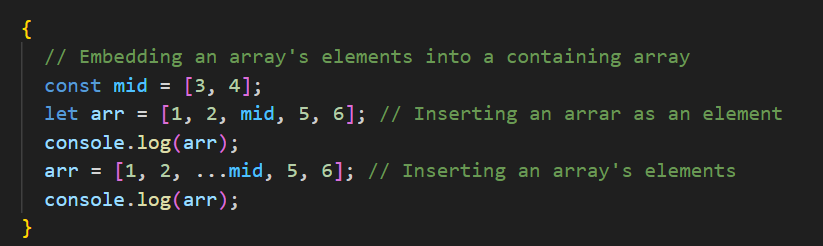 {
// Embedding an array's elements into a containing array
const mid = [3, 4];
let arr = [1, 2, mid, 5, 6]; // Inserting an arrar as an element
console.log(arr);
arr = [1, 2, ...mid, 5, 6]; // Inserting an array's elements
console.log(arr);
}